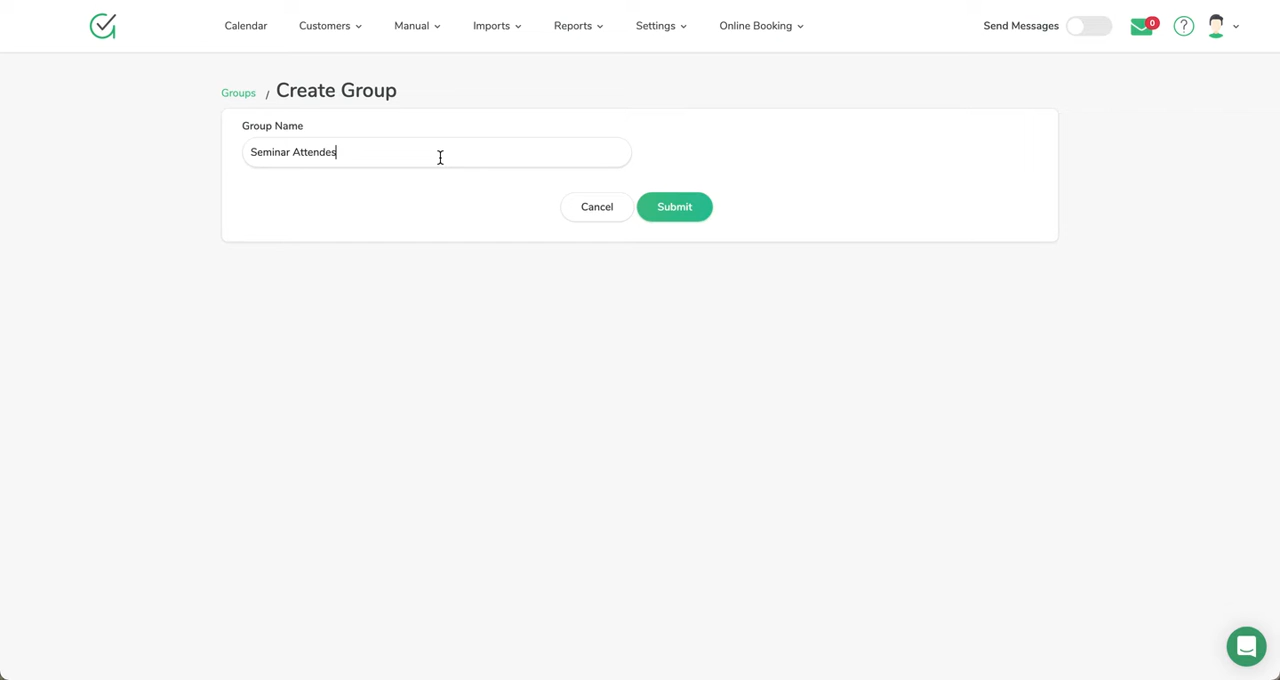 Calendar Customers Manual Imports Reports Settings Online Booking Send Messages 0 ?
Groups / Create Group
Group Name
Seminar Attendes
Cancel Submit